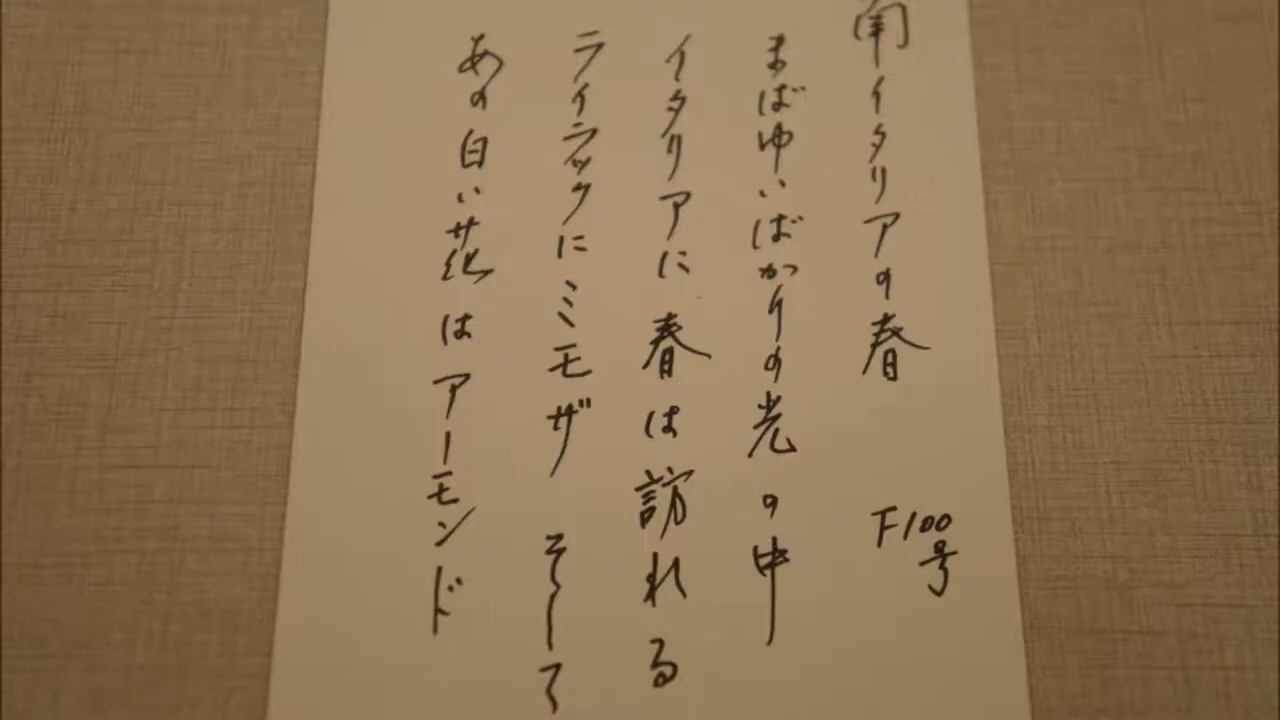 南イタリアの春
F100号
まばゆいばかりの光の中
イタリアに春は訪れる
ライラックにミモザ そして
あの白い花はアーモンド